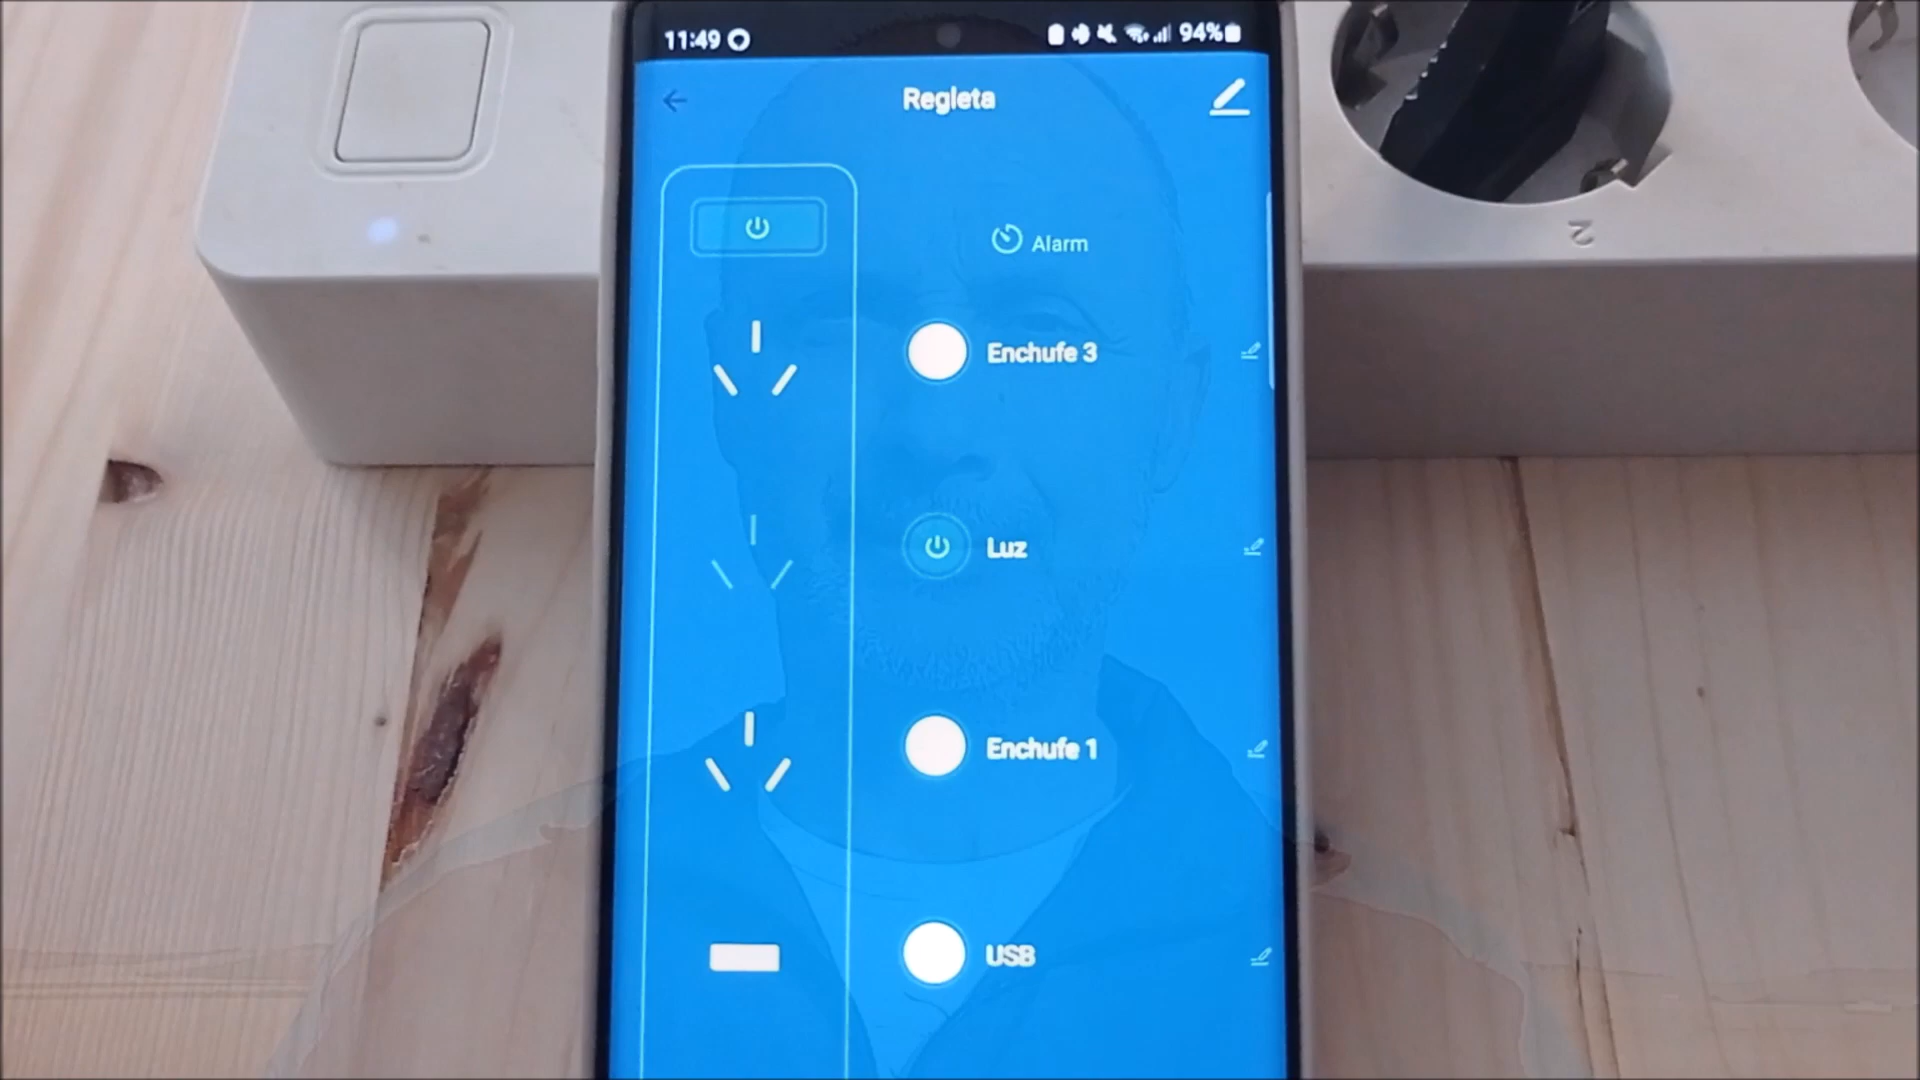 11:49
94%
Regleta
Alarm
Enchufe 3
Luz
Enchufe 1
USB
2